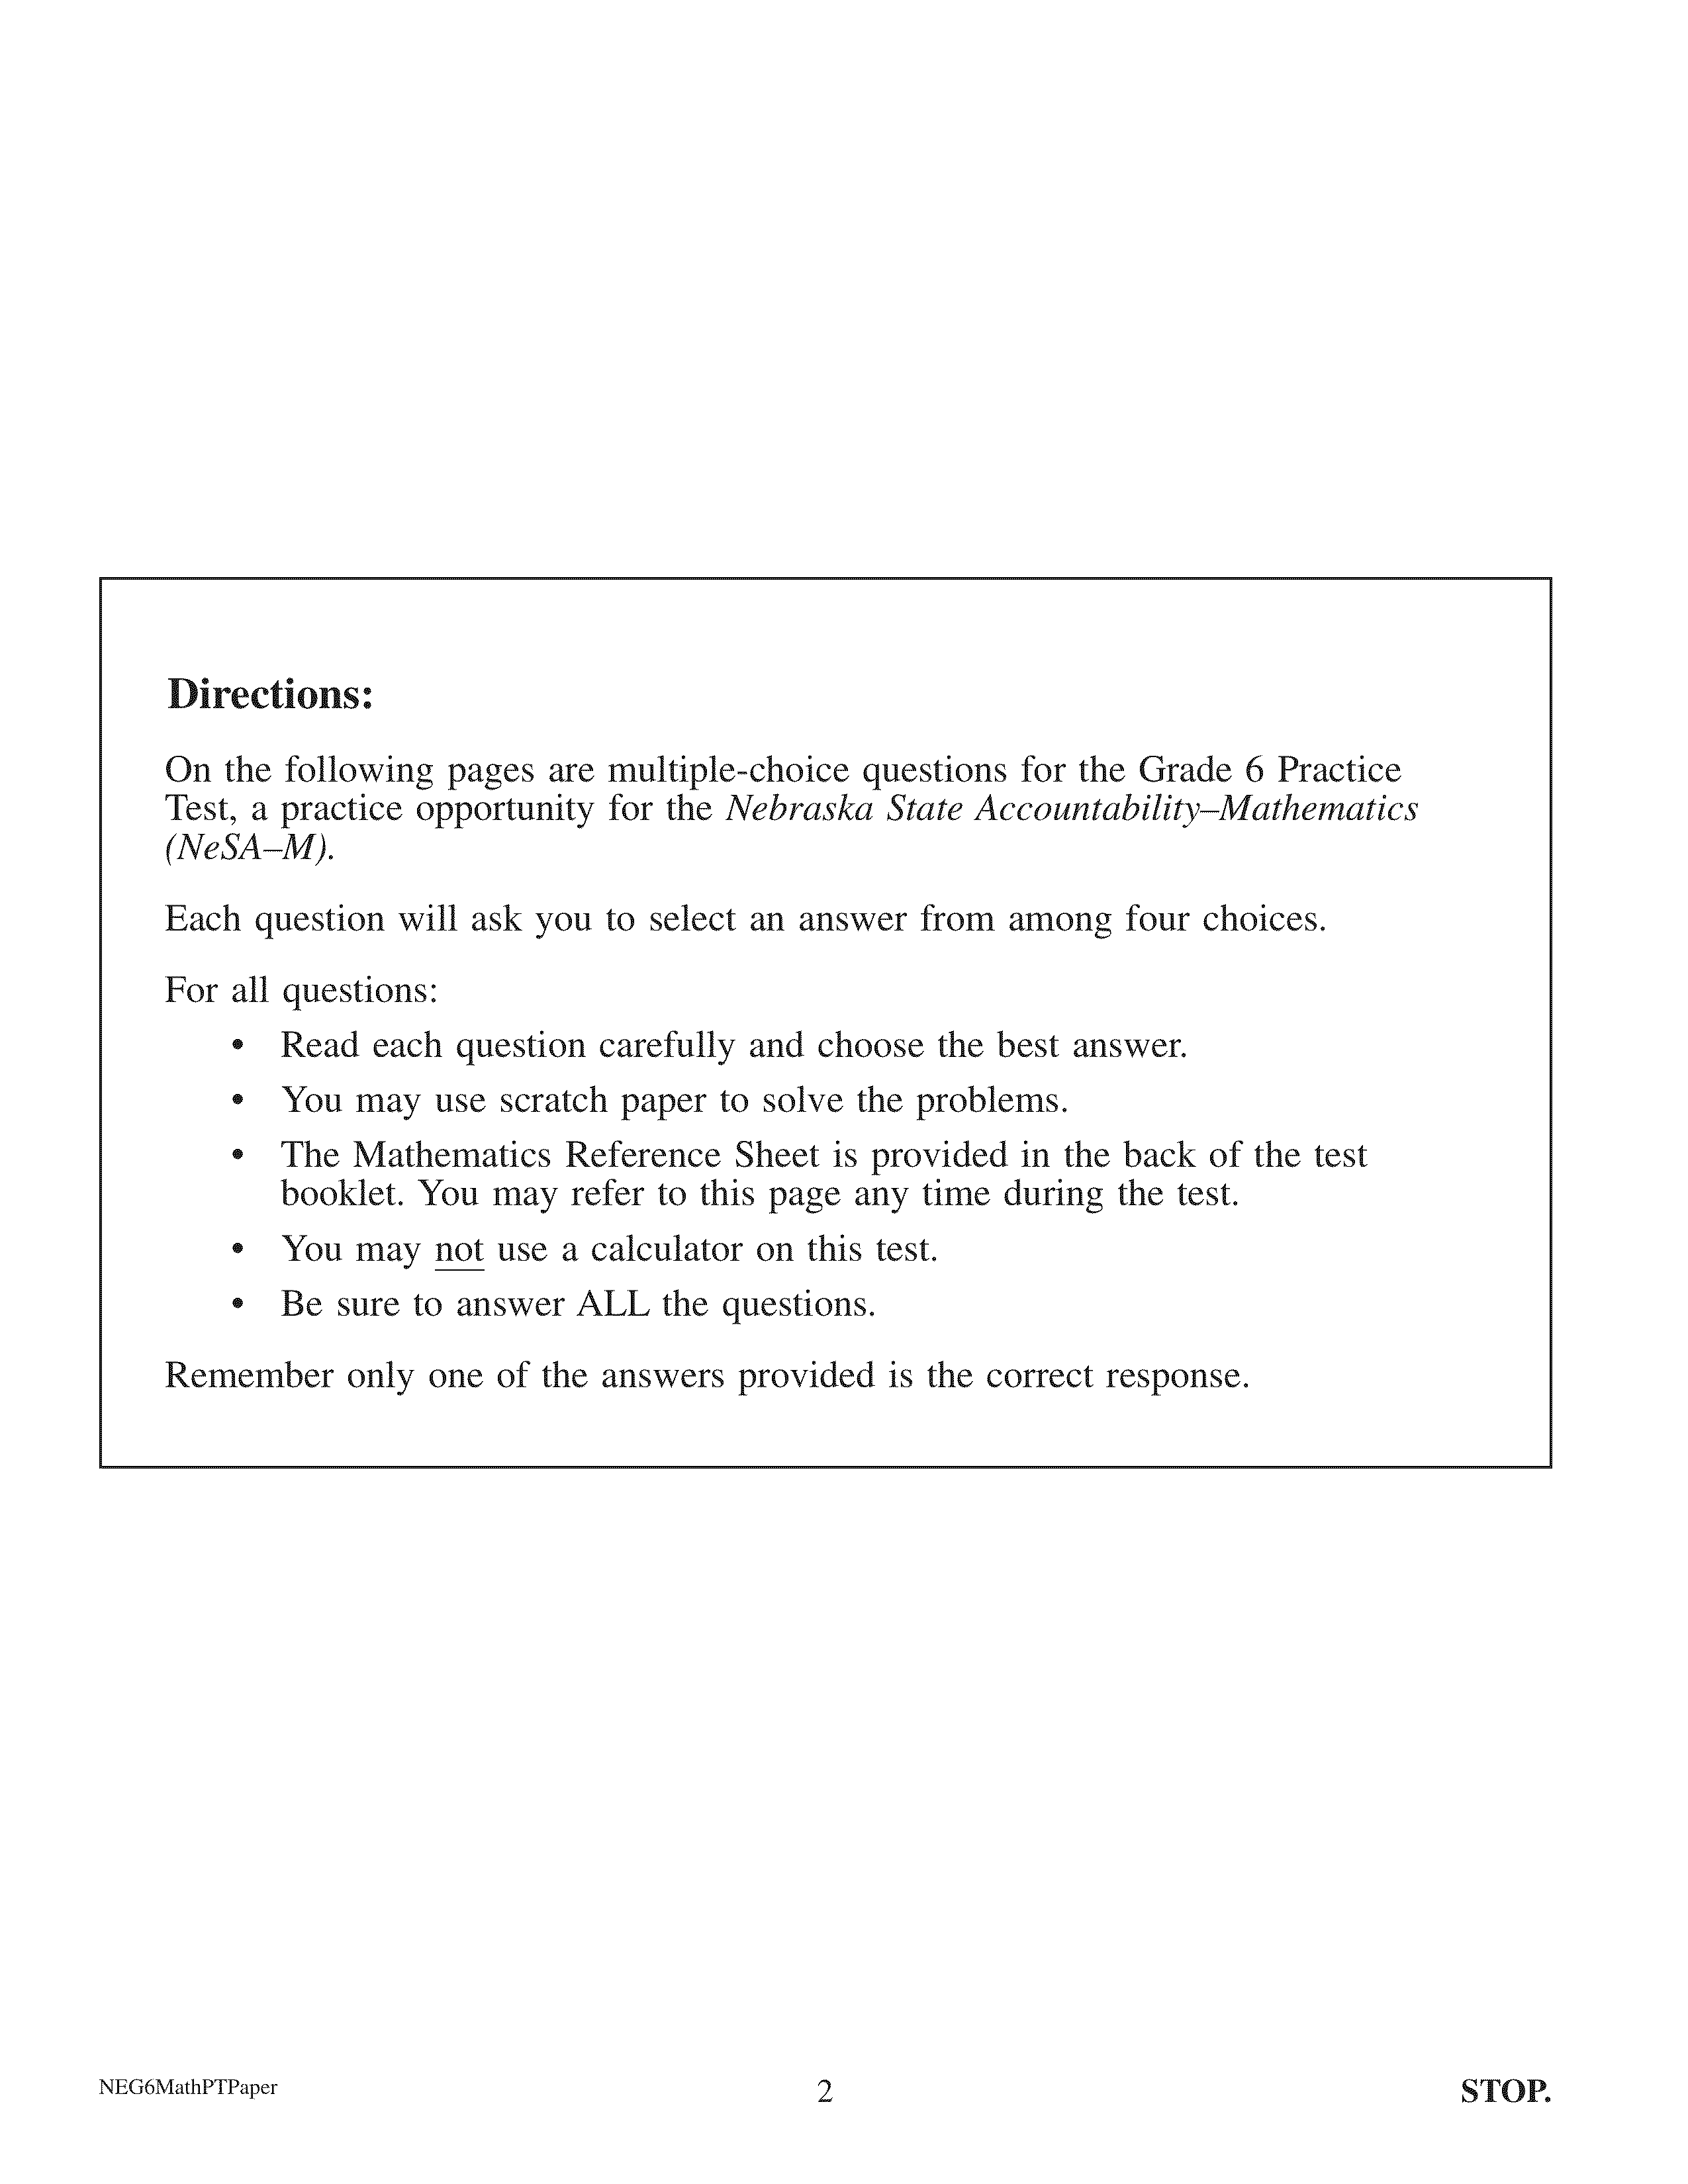 Directions:
On the following pages are multiple-choice questions for the Grade 6 Practice
Test, a practice opportunity for the Nebraska State Accountability–Mathematics
(NeSA–M).
Each question will ask you to select an answer from among four choices.
For all questions:
• Read each question carefully and choose the best answer.
• You may use scratch paper to solve the problems.
• The Mathematics Reference Sheet is provided in the back of the test
booklet. You may refer to this page any time during the test.
• You may not use a calculator on this test.
• Be sure to answer ALL the questions.
Remember only one of the answers provided is the correct response.
NEG6MathPTPaper 2 STOP.